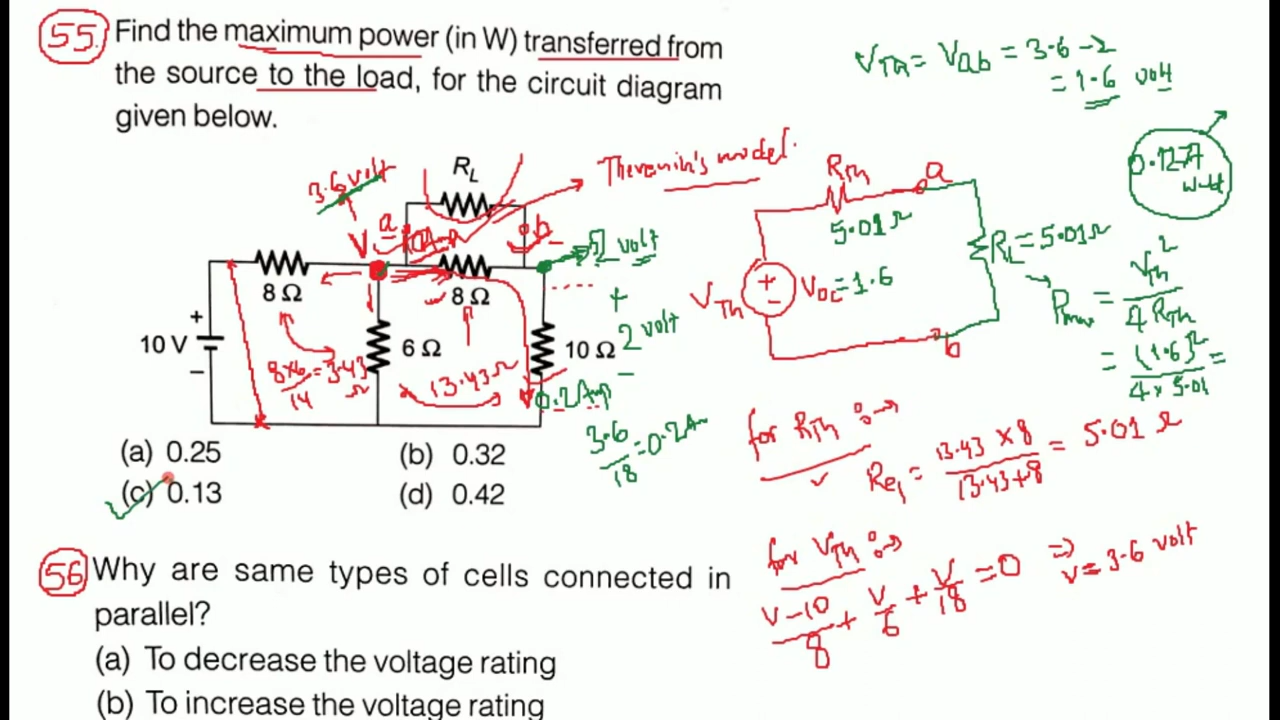 55. Find the maximum power (in W) transferred from
the source to the load, for the circuit diagram
given below.
V_Th = V_ab = 3.6 - 2
= 1.6 volt
0.127
watt
Thevenin's model.
R_L
3.6 volt
a
b
V
2 volt
8 Ω
8 Ω
+
10 V
-
6 Ω
10 Ω
+
2 volt
-
8×6/14 = 3.43 Ω
13.43 Ω
0.2 Amp
3.6/18 = 0.2 Am
R_Th
a
5.01 Ω
R_L = 5.01 Ω
V_Th
+
-
V_OC = 1.6
b
P_max = V_Th²/4 R_Th
= (1.6)²/4 × 5.01 =
for R_Th :→
R_eq = 13.43 × 8/13.43 + 8 = 5.01 Ω
for V_Th :→
V-10/8 + V/6 + V/18 = 0 ⇒ V = 3.6 volt
(a) 0.25 (b) 0.32
(c) 0.13 (d) 0.42
56 Why are same types of cells connected in
parallel?
(a) To decrease the voltage rating
(b) To increase the voltage rating